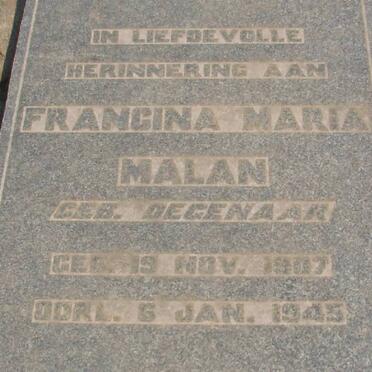 IN LIEFDEVOLLE
HERINNERING AAN
FRANCINA MARIA
MALAN
GEB. DEGENAAR
GEB. 19 NOV. 1907
OORL. 6 JAN. 1945